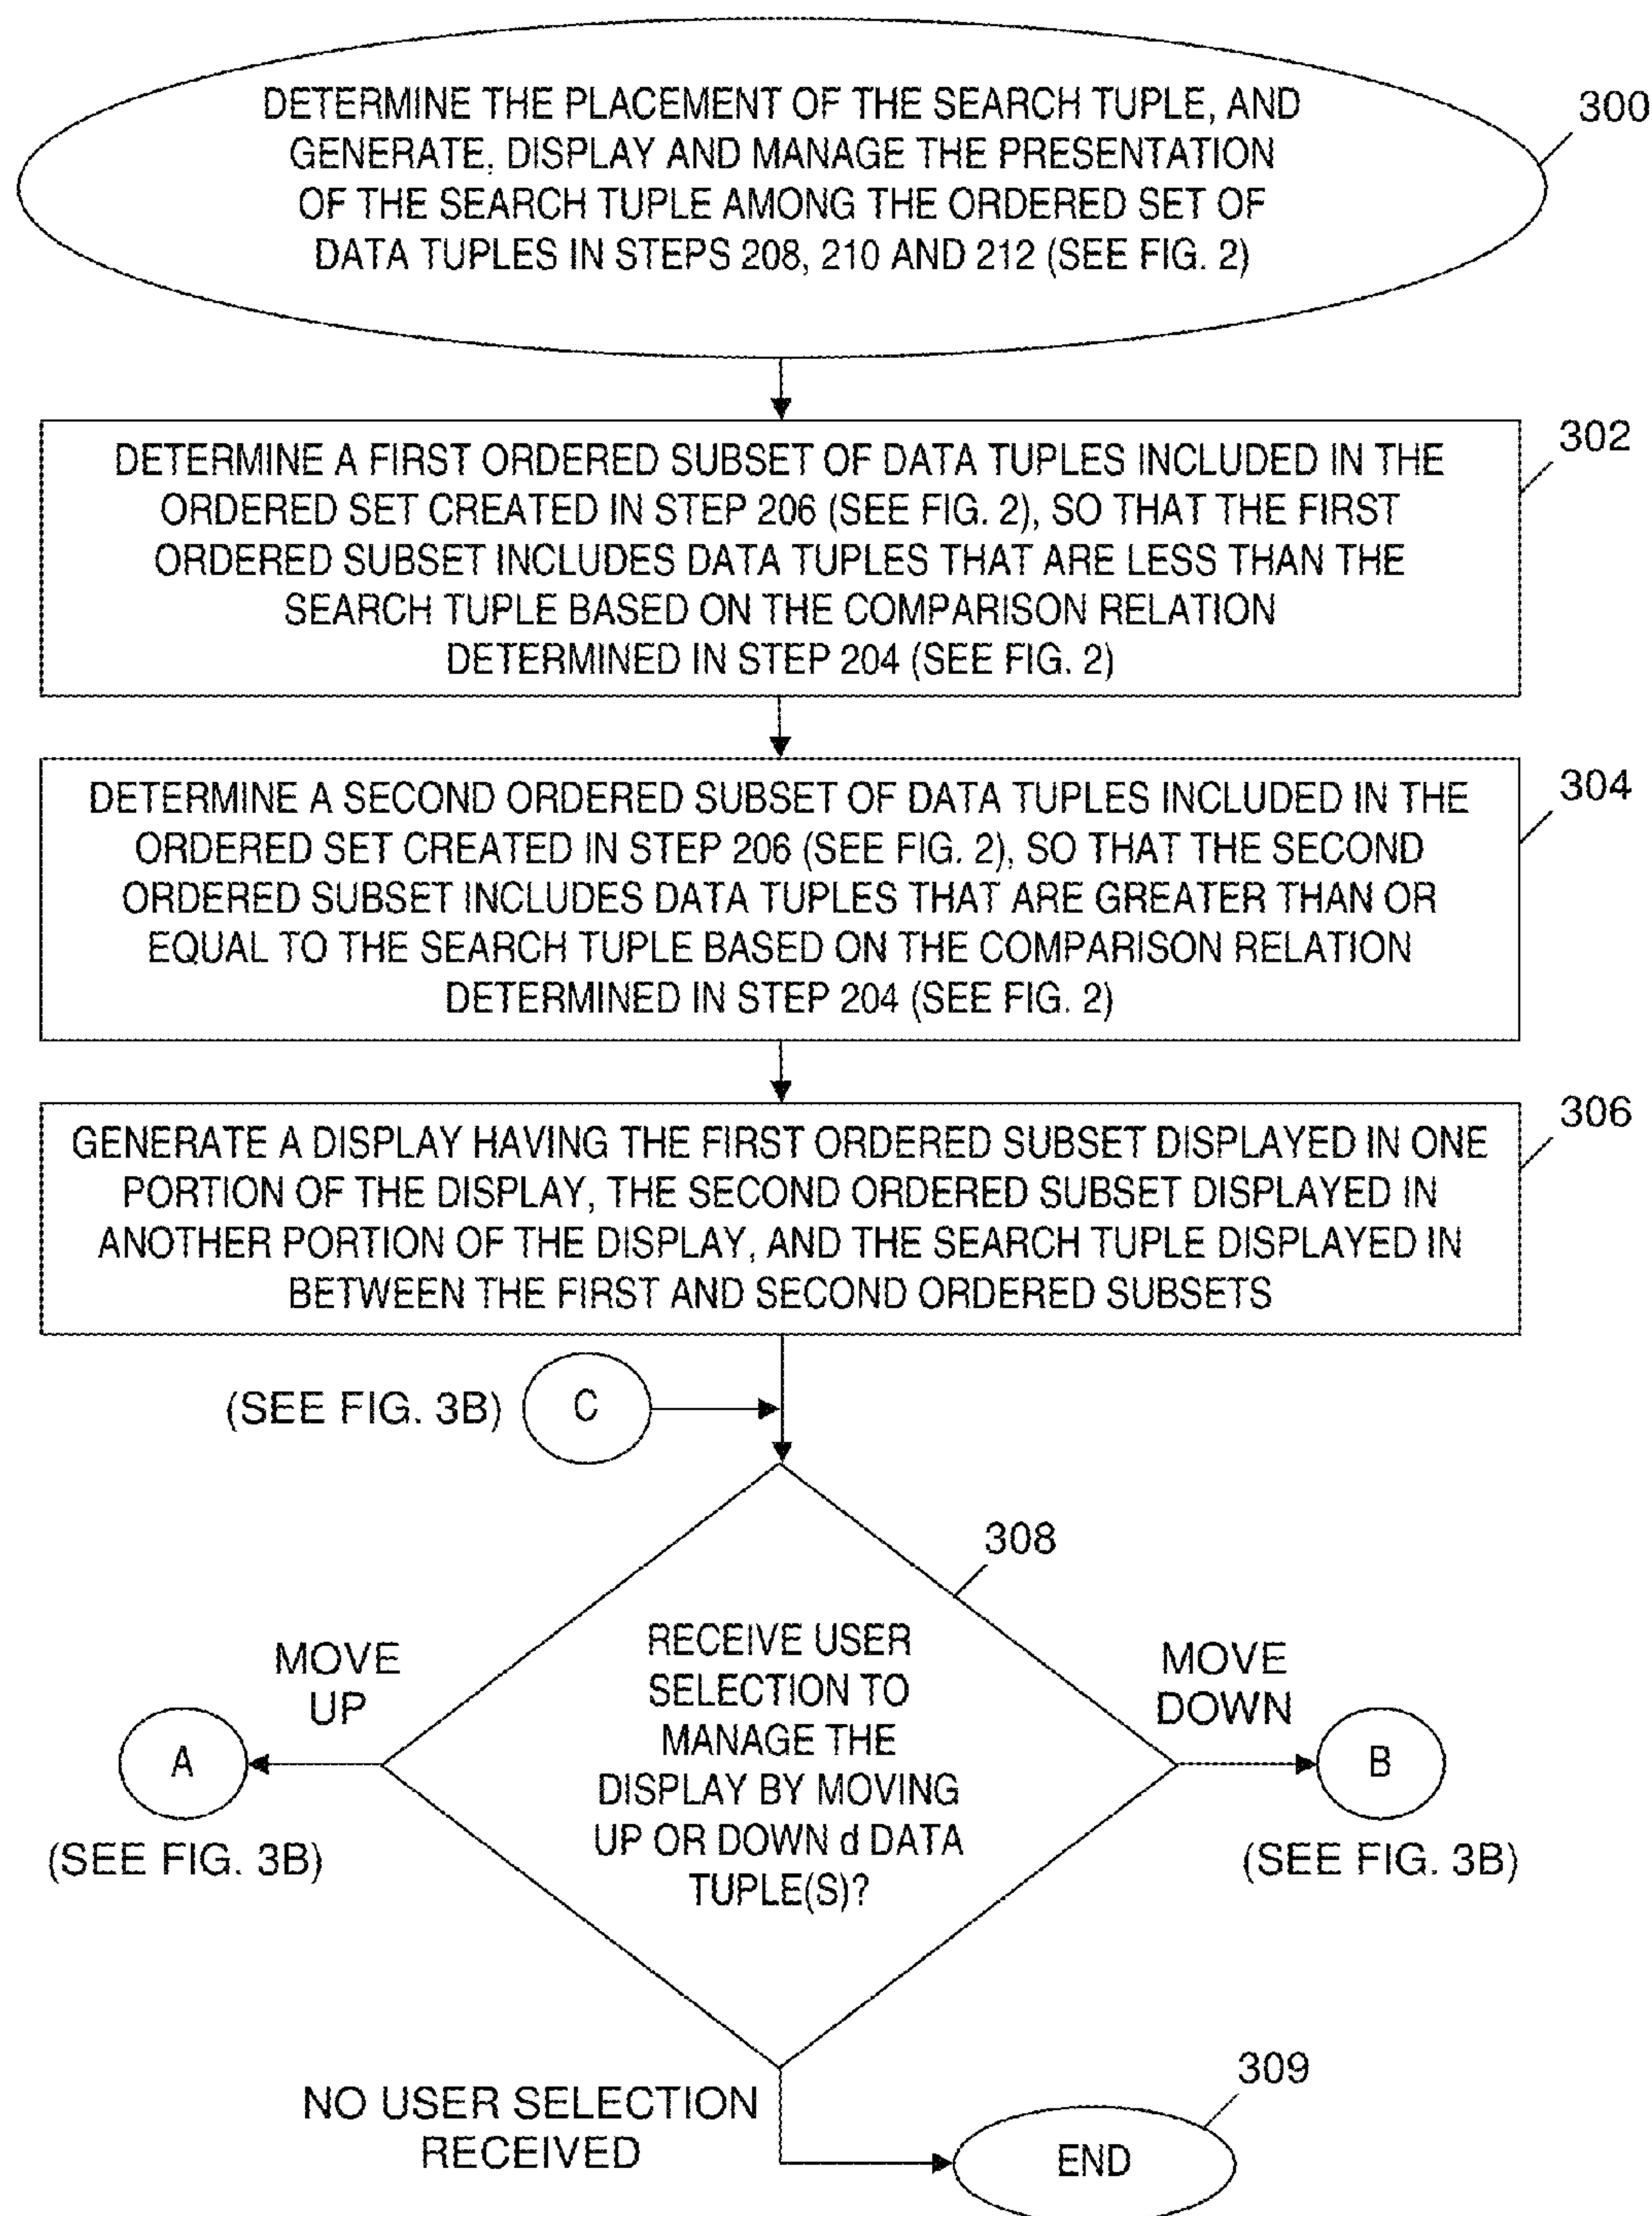 DETERMINE THE PLACEMENT OF THE SEARCH TUPLE, AND
GENERATE, DISPLAY AND MANAGE THE PRESENTATION
OF THE SEARCH TUPLE AMONG THE ORDERED SET OF
DATA TUPLES IN STEPS 208, 210 AND 212 (SEE FIG. 2)
300
DETERMINE A FIRST ORDERED SUBSET OF DATA TUPLES INCLUDED IN THE
ORDERED SET CREATED IN STEP 206 (SEE FIG. 2), SO THAT THE FIRST
ORDERED SUBSET INCLUDES DATA TUPLES THAT ARE LESS THAN THE
SEARCH TUPLE BASED ON THE COMPARISON RELATION
DETERMINED IN STEP 204 (SEE FIG. 2)
302
DETERMINE A SECOND ORDERED SUBSET OF DATA TUPLES INCLUDED IN THE
ORDERED SET CREATED IN STEP 206 (SEE FIG. 2), SO THAT THE SECOND
ORDERED SUBSET INCLUDES DATA TUPLES THAT ARE GREATER THAN OR
EQUAL TO THE SEARCH TUPLE BASED ON THE COMPARISON RELATION
DETERMINED IN STEP 204 (SEE FIG. 2)
304
GENERATE A DISPLAY HAVING THE FIRST ORDERED SUBSET DISPLAYED IN ONE
PORTION OF THE DISPLAY, THE SECOND ORDERED SUBSET DISPLAYED IN
ANOTHER PORTION OF THE DISPLAY, AND THE SEARCH TUPLE DISPLAYED IN
BETWEEN THE FIRST AND SECOND ORDERED SUBSETS
306
(SEE FIG. 3B)
C
308
RECEIVE USER
SELECTION TO
MANAGE THE
DISPLAY BY MOVING
UP OR DOWN d DATA
TUPLE(S)?
MOVE
UP
A
(SEE FIG. 3B)
MOVE
DOWN
B
(SEE FIG. 3B)
NO USER SELECTION
RECEIVED
309
END